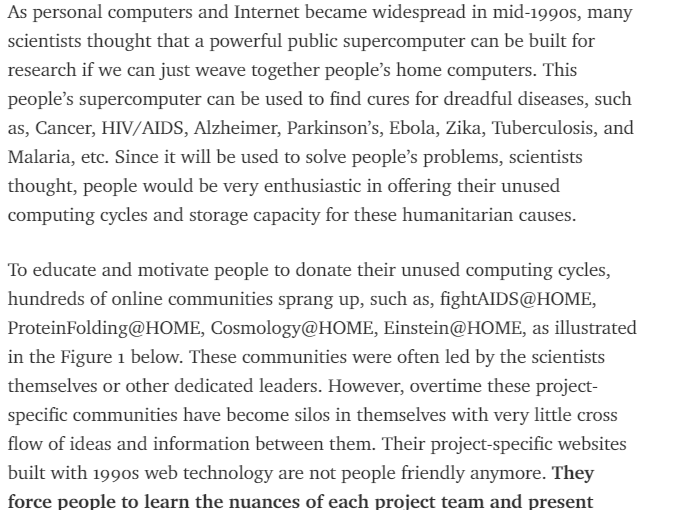 As personal computers and Internet became widespread in mid-1990s, many
scientists thought that a powerful public supercomputer can be built for
research if we can just weave together people's home computers. This
people's supercomputer can be used to find cures for dreadful diseases, such
as, Cancer, HIV/AIDS, Alzheimer, Parkinson's, Ebola, Zika, Tuberculosis, and
Malaria, etc. Since it will be used to solve people's problems, scientists
thought, people would be very enthusiastic in offering their unused
computing cycles and storage capacity for these humanitarian causes.
To educate and motivate people to donate their unused computing cycles,
hundreds of online communities sprang up, such as, fightAIDS@HOME,
ProteinFolding@HOME, Cosmology@HOME, Einstein@HOME, as illustrated
in the Figure 1 below. These communities were often led by the scientists
themselves or other dedicated leaders. However, overtime these project-
specific communities have become silos in themselves with very little cross
flow of ideas and information between them. Their project-specific websites
built with 1990s web technology are not people friendly anymore. They
force people to learn the nuances of each project team and present